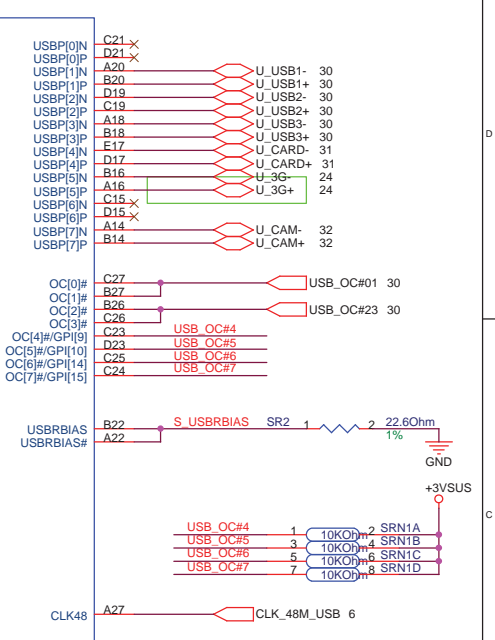 USBP[0]N C21
USBP[0]P D21
USBP[1]N A20 U_USB1- 30
USBP[1]P B20 U_USB1+ 30
USBP[2]N D19 U_USB2- 30
USBP[2]P C19 U_USB2+ 30
USBP[3]N A18 U_USB3- 30
USBP[3]P B18 U_USB3+ 30
USBP[4]N E17 U_CARD- 31
USBP[4]P D17 U_CARD+ 31
USBP[5]N B16 U_3G- 24
USBP[5]P A16 U_3G+ 24
USBP[6]N C15
USBP[6]P D15
USBP[7]N A14 U_CAM- 32
USBP[7]P B14 U_CAM+ 32
D
OC[0]# C27 USB_OC#01 30
OC[1]# B27
OC[2]# B26 USB_OC#23 30
OC[3]# C26
OC[4]#/GPI[9] C23 USB_OC#4
OC[5]#/GPI[10] D23 USB_OC#5
OC[6]#/GPI[14] C25 USB_OC#6
OC[7]#/GPI[15] C24 USB_OC#7
USBRBIAS B22 S_USBRBIAS SR2 1 2 22.6Ohm
USBRBIAS# A22 1%
GND
+3VSUS
C
USB_OC#4 1 10KOhm 2 SRN1A
USB_OC#5 3 10KOhm 4 SRN1B
USB_OC#6 5 10KOhm 6 SRN1C
USB_OC#7 7 10KOhm 8 SRN1D
CLK48 A27 CLK_48M_USB 6